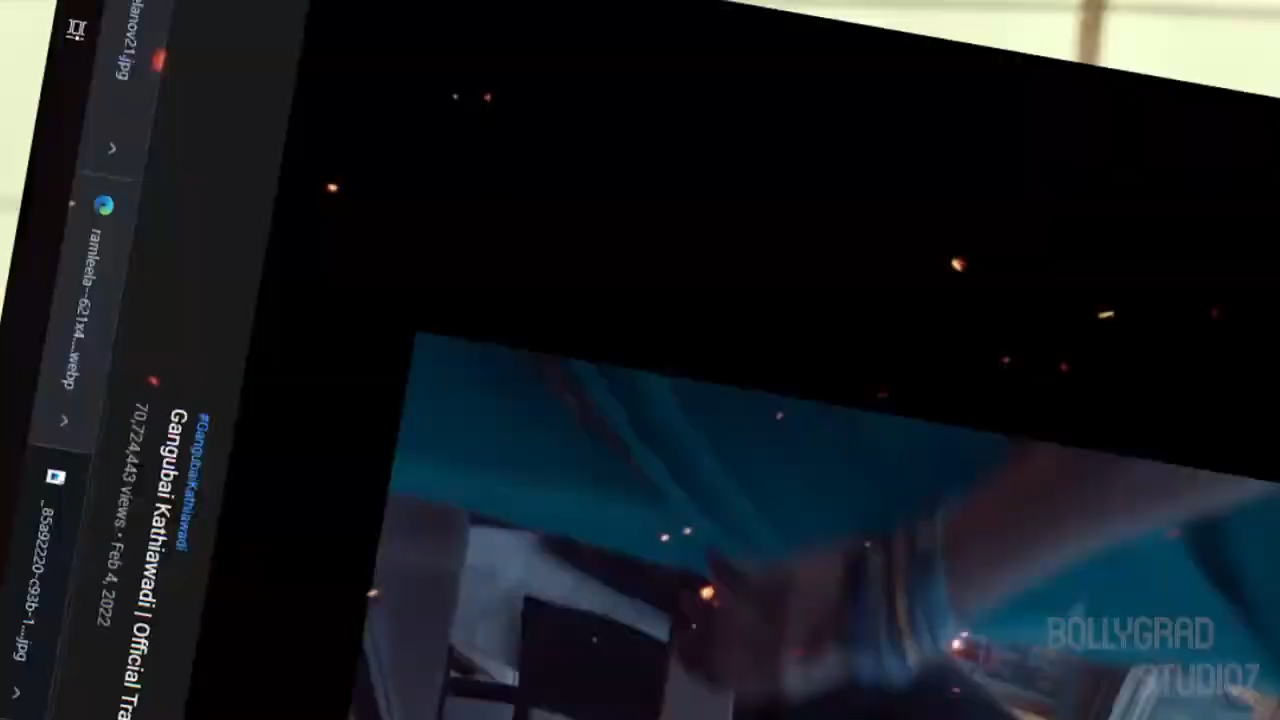 #GangubaiKathiawadi
Gangubai Kathiawadi | Official Tra
70,724,443 views • Feb 4, 2022
elanov21.jpg
ramleela--621x4....webp
_85a92220-c93b-1....jpg
BOLLYGRAD
STUDIOZ